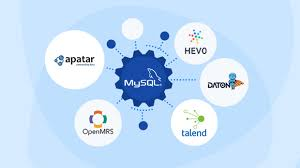 HEVO
apatar
MySQL
DATON
OpenMRS
talend